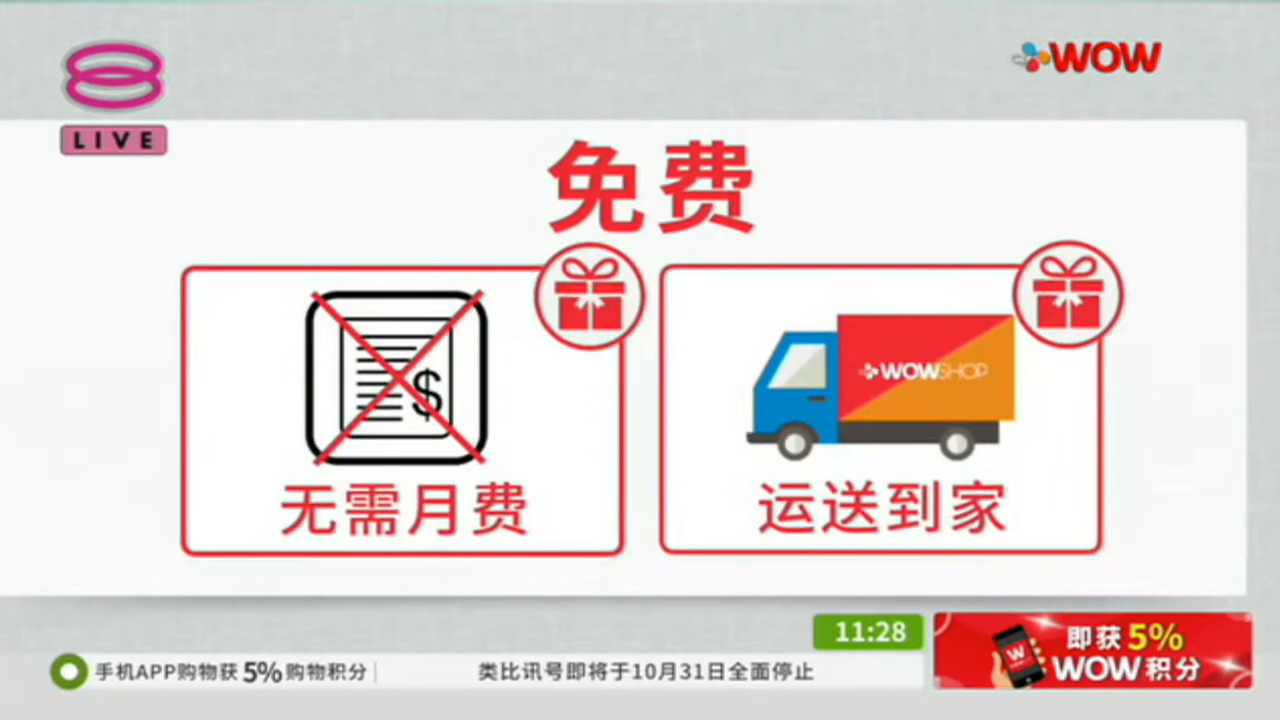 WOW
LIVE
免费
$
WOWSHOP
无需月费
运送到家
11:28
手机APP购物获5%购物积分
类比讯号即将于10月31日全面停止
即获5%
W
WOW积分